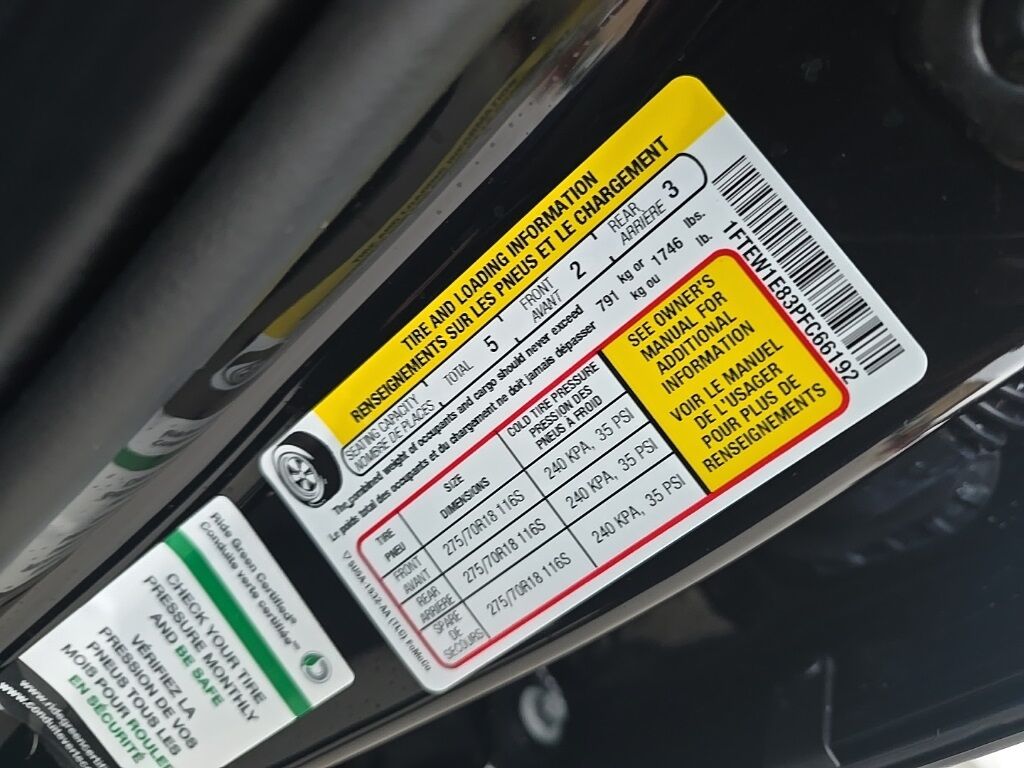 TIRE AND LOADING INFORMATION
RENSEIGNEMENTS SUR LES PNEUS ET LE CHARGEMENT
SEATING CAPACITY
NOMBRE DE PLACES
TOTAL 5
FRONT
AVANT 2
REAR
ARRIÈRE 3
The combined weight of occupants and cargo should never exceed 791 kg or 1746 lbs.
Le poids total des occupants et du chargement ne doit jamais dépasser kg ou lb.
TIRE
PNEU
SIZE
DIMENSIONS
COLD TIRE PRESSURE
PRESSION DES
PNEUS À FROID
FRONT
AVANT
275/70R18 116S
240 KPA, 35 PSI
REAR
ARRIÈRE
275/70R18 116S
240 KPA, 35 PSI
SPARE
DE
SECOURS
275/70R18 116S
240 KPA, 35 PSI
SEE OWNER'S
MANUAL FOR
ADDITIONAL
INFORMATION
VOIR LE MANUEL
DE L'USAGER
POUR PLUS DE
RENSEIGNEMENTS
1FTEW1E83PFC66192
(TLU) FoMoCo
Ride Green Certified®
Conduite verte certifiée™
CHECK YOUR TIRE
PRESSURE MONTHLY
AND BE SAFE
VÉRIFIEZ LA
PRESSION DE VOS
PNEUS TOUS LES
MOIS POUR ROULER
EN SÉCURITÉ